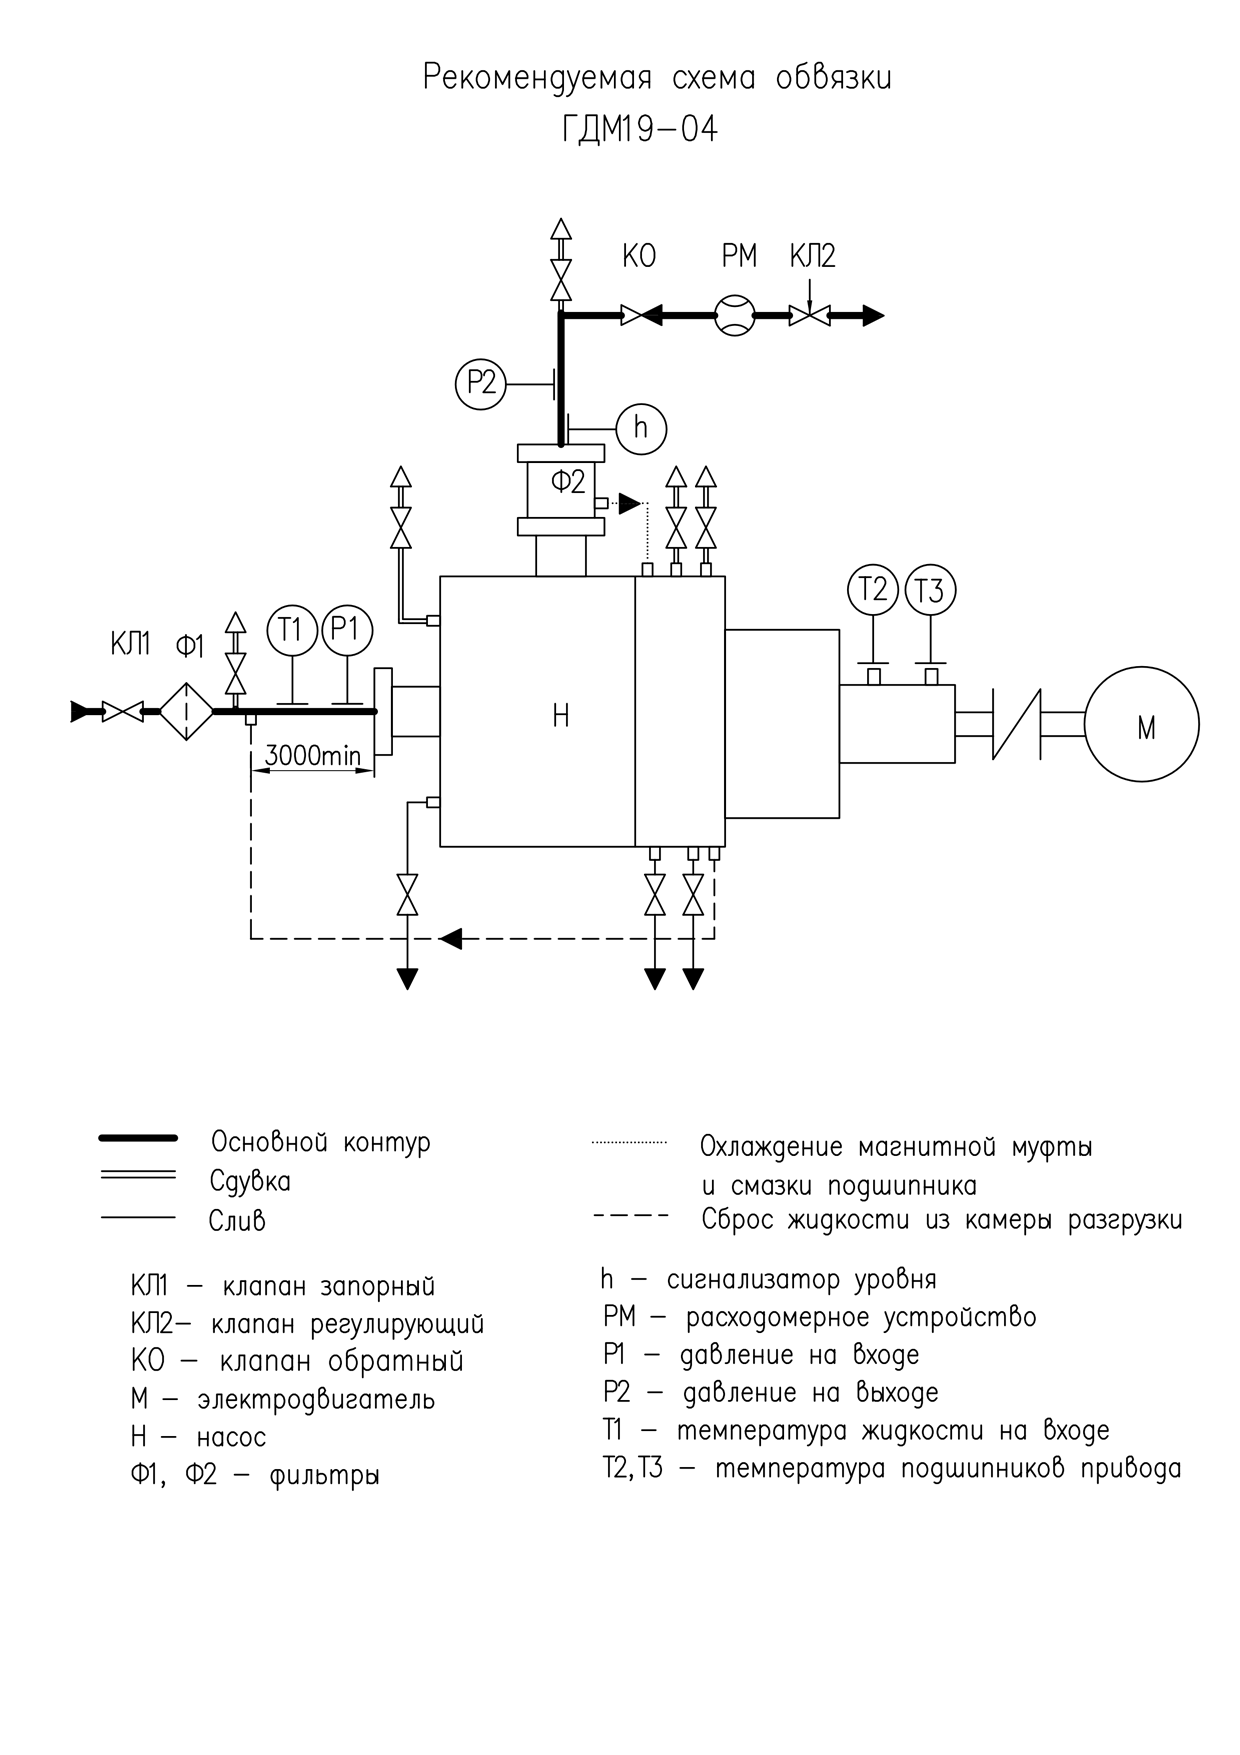 Рекомендуемая схема обвязки
ГДМ19-04
КО РМ КЛ2
Р2
h
Ф2
Т2 Т3
КЛ1 Ф1 Т1 Р1
Н
М
3000min
Основной контур
Сдувка
Слив
Охлаждение магнитной муфты
и смазки подшипника
Сброс жидкости из камеры разгрузки
КЛ1 – клапан запорный
КЛ2– клапан регулирующий
КО – клапан обратный
М – электродвигатель
Н – насос
Ф1, Ф2 – фильтры
h – сигнализатор уровня
РМ – расходомерное устройство
Р1 – давление на входе
Р2 – давление на выходе
Т1 – температура жидкости на входе
Т2,Т3 – температура подшипников привода